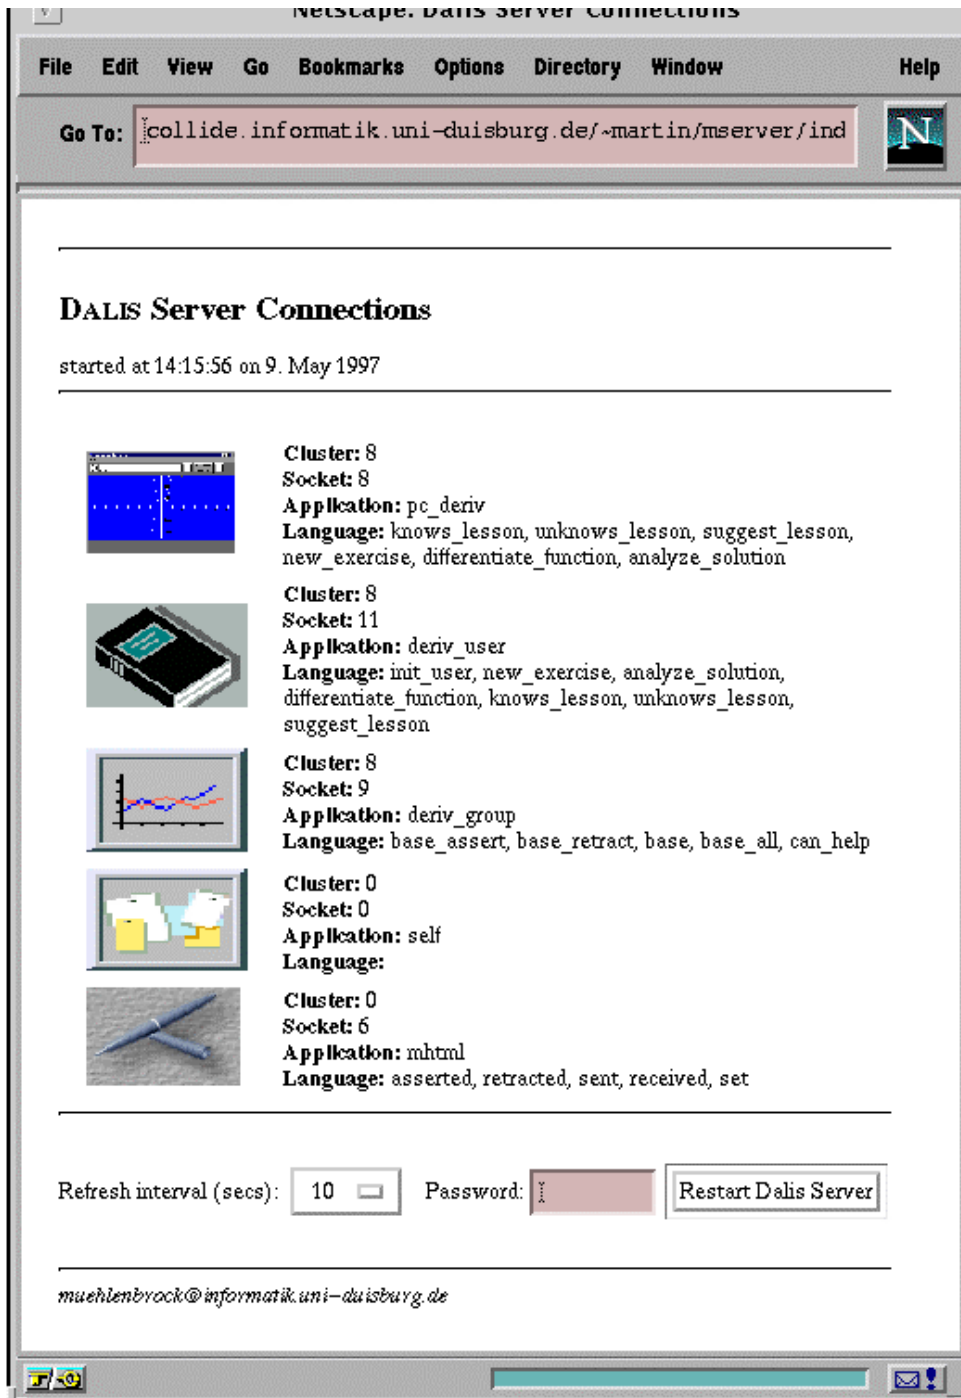 Netscape: Dalis Server Connections
File Edit View Go Bookmarks Options Directory Window Help
Go To: collide.informatik.uni-duisburg.de/~martin/mserver/ind
N
DALIS Server Connections
started at 14:15:56 on 9. May 1997
Cluster: 8
Socket: 8
Application: pc_deriv
Language: knows_lesson, unknows_lesson, suggest_lesson,
new_exercise, differentiate_function, analyze_solution
Cluster: 8
Socket: 11
Application: deriv_user
Language: init_user, new_exercise, analyze_solution,
differentiate_function, knows_lesson, unknows_lesson,
suggest_lesson
Cluster: 8
Socket: 9
Application: deriv_group
Language: base_assert, base_retract, base, base_all, can_help
Cluster: 0
Socket: 0
Application: self
Language:
Cluster: 0
Socket: 6
Application: mhtml
Language: asserted, retracted, sent, received, set
Refresh interval (secs): 10 Password: Restart Dalis Server
muehlenbrock@informatik.uni-duisburg.de